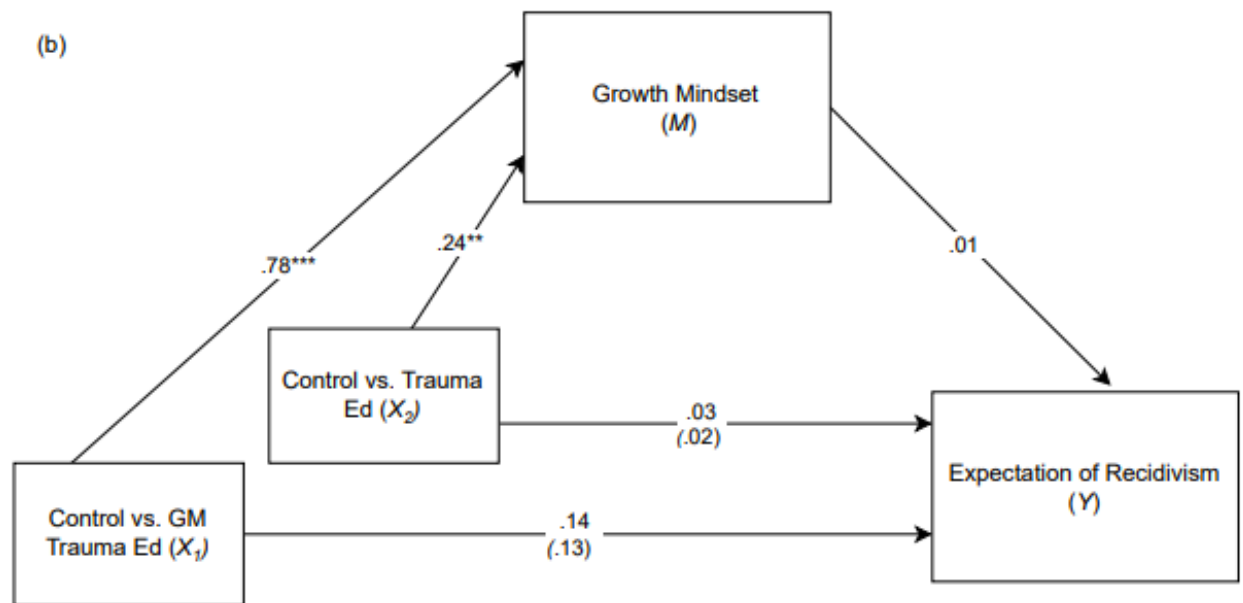 (b)
Growth Mindset
(M)
.78***
.24**
.01
Control vs. Trauma
Ed (X₂)
.03
(.02)
Control vs. GM
Trauma Ed (X₁)
.14
(.13)
Expectation of Recidivism
(Y)